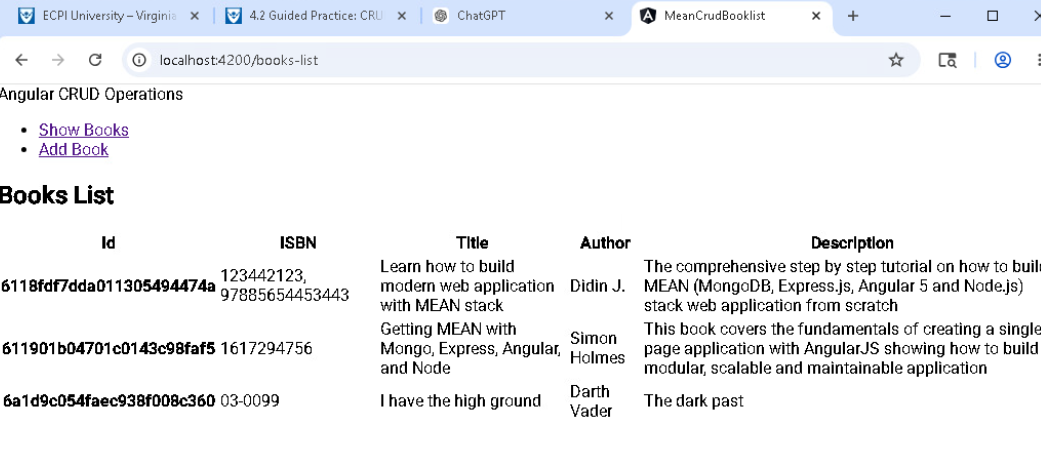 ECPI University – Virginia
4.2 Guided Practice: CRU
ChatGPT
MeanCrudBooklist
localhost:4200/books-list
Angular CRUD Operations
Show Books
Add Book
Books List
Id ISBN Title Author Description
6118fdf7dda011305494474a 123442123, 97885654453443 Learn how to build modern web application with MEAN stack Didin J. The comprehensive step by step tutorial on how to build MEAN (MongoDB, Express.js, Angular 5 and Node.js) stack web application from scratch
611901b04701c0143c98faf5 1617294756 Getting MEAN with Mongo, Express, Angular, and Node Simon Holmes This book covers the fundamentals of creating a single page application with AngularJS showing how to build modular, scalable and maintainable application
6a1d9c054faec938f008c360 03-0099 I have the high ground Darth Vader The dark past